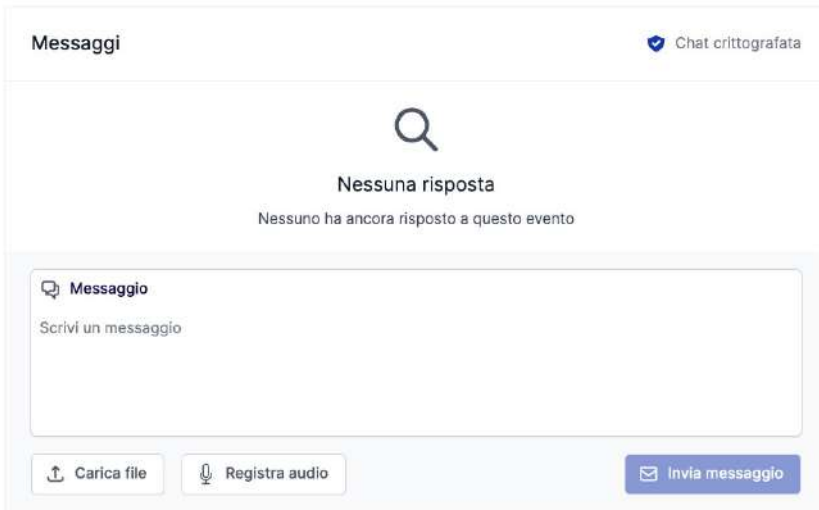 Messaggi
Chat crittografata
Nessuna risposta
Nessuno ha ancora risposto a questo evento
Messaggio
Scrivi un messaggio
Carica file
Registra audio
Invia messaggio